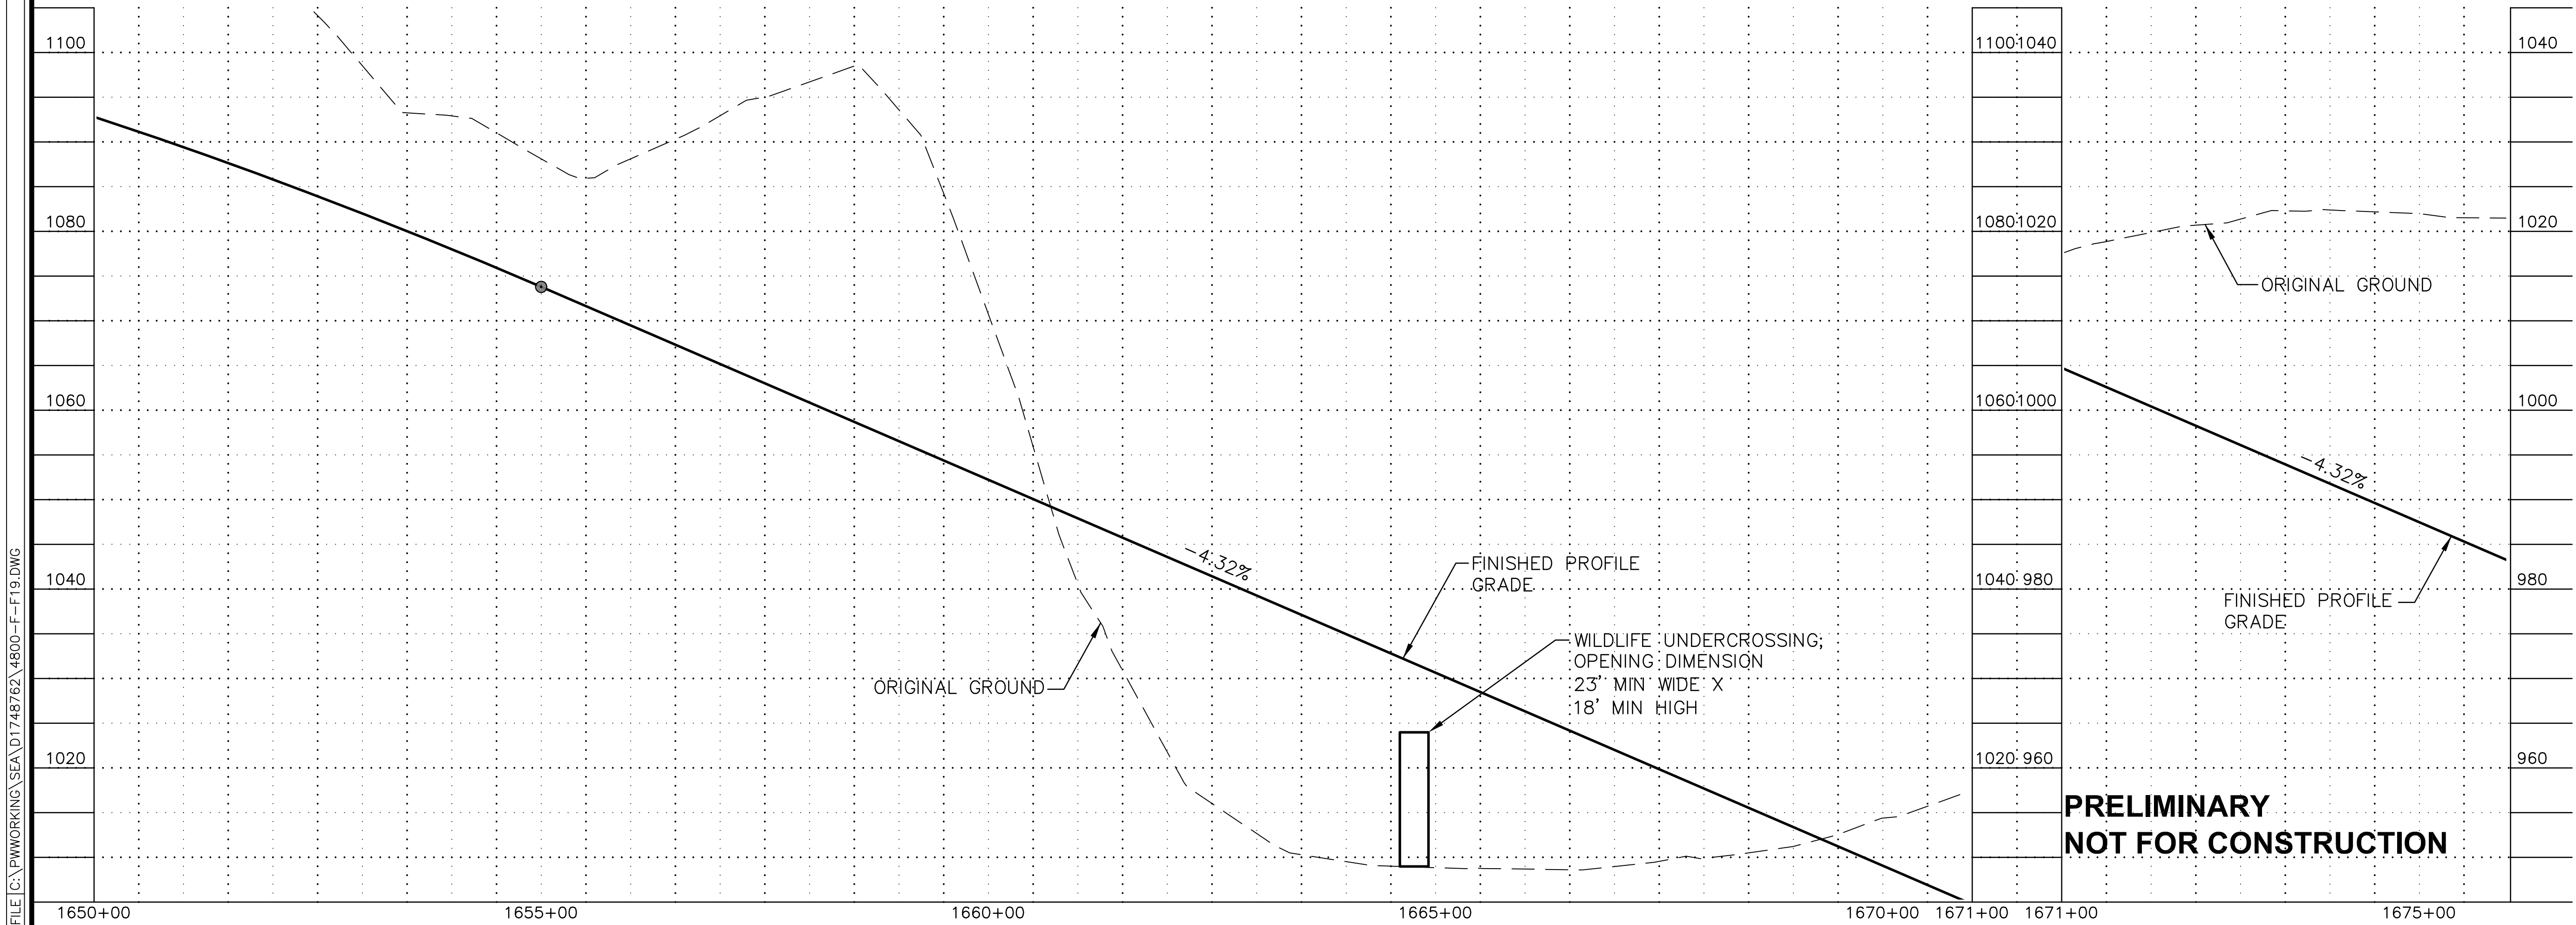 FILE C:\PWWORKING\SEA\D1748762\4800-F-F19.DWG
1100
1080
1060
1040
1020
-4.32%
FINISHED PROFILE
GRADE
WILDLIFE UNDERCROSSING;
OPENING DIMENSION
23' MIN WIDE X
18' MIN HIGH
ORIGINAL GROUND
1650+00
1655+00
1660+00
1665+00
1670+00
1671+00
1100 1040
1080 1020
1060 1000
1040 980
1020 960
ORIGINAL GROUND
-4.32%
FINISHED PROFILE
GRADE
PRELIMINARY
NOT FOR CONSTRUCTION
1671+00
1675+00
1040
1020
1000
980
960